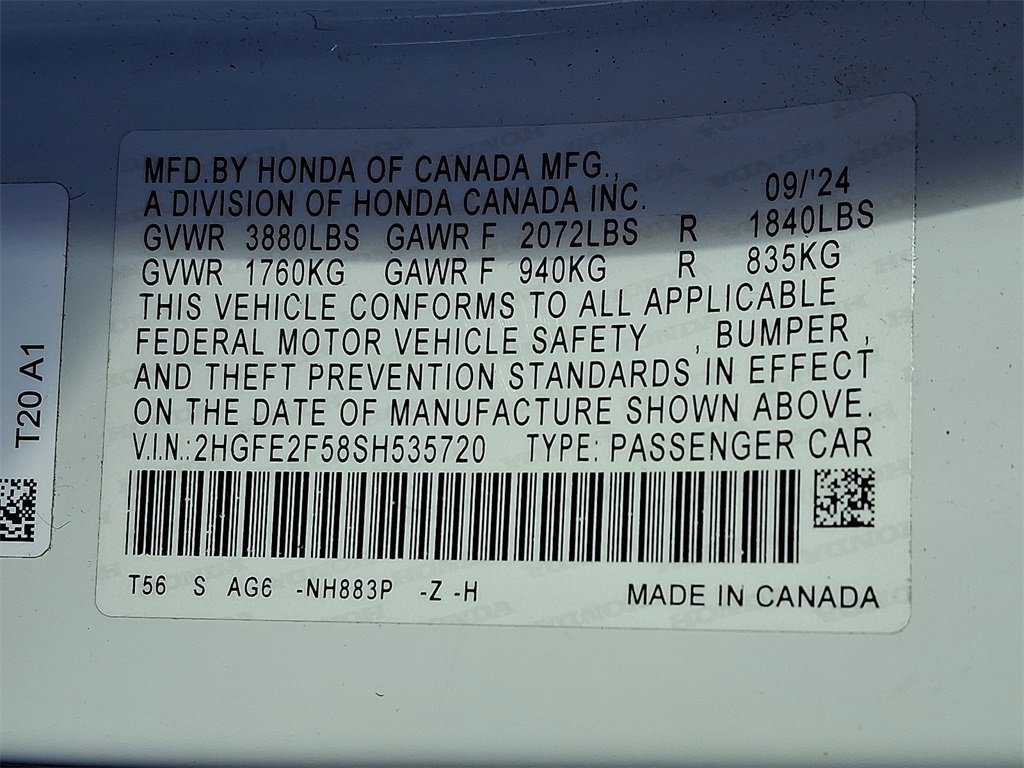 MFD.BY HONDA OF CANADA MFG.,
A DIVISION OF HONDA CANADA INC. 09/'24
GVWR 3880LBS GAWR F 2072LBS R 1840LBS
GVWR 1760KG GAWR F 940KG R 835KG
THIS VEHICLE CONFORMS TO ALL APPLICABLE
FEDERAL MOTOR VEHICLE SAFETY , BUMPER ,
AND THEFT PREVENTION STANDARDS IN EFFECT
ON THE DATE OF MANUFACTURE SHOWN ABOVE.
V.I.N.:2HGFE2F58SH535720 TYPE: PASSENGER CAR
T56 S AG6 -NH883P -Z -H MADE IN CANADA
T20 A1